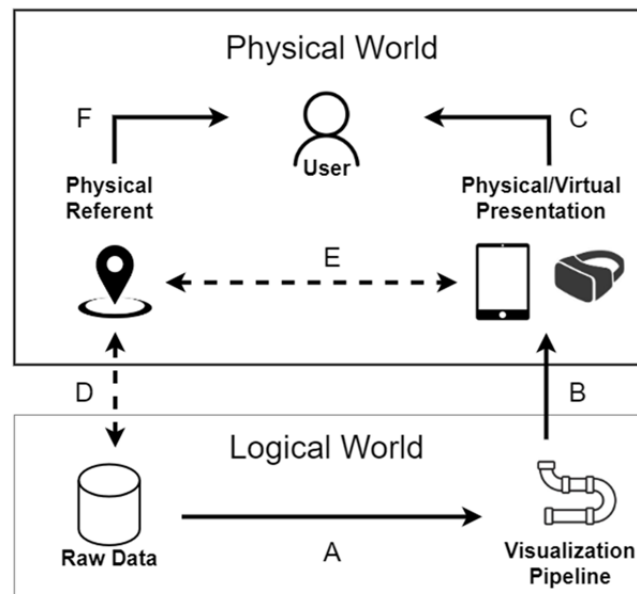 Physical World
F
C
User
Physical
Referent
Physical/Virtual
Presentation
E
D
B
Logical World
Raw Data
A
Visualization
Pipeline